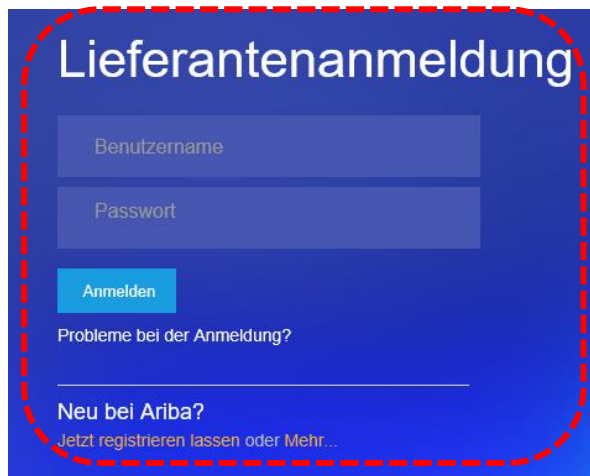 Lieferantenanmeldung
Benutzername
Passwort
Anmelden
Probleme bei der Anmeldung?
Neu bei Ariba?
Jetzt registrieren lassen oder Mehr...